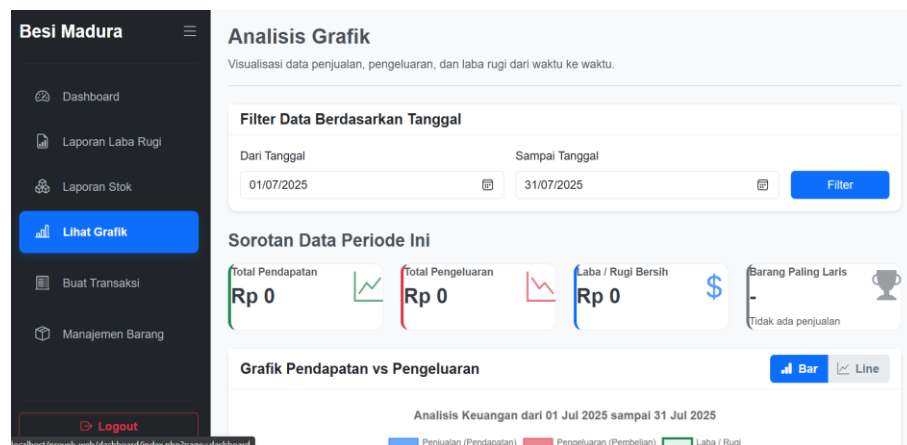 Besi Madura
Dashboard
Laporan Laba Rugi
Laporan Stok
Lihat Grafik
Buat Transaksi
Manajemen Barang
Logout
Analisis Grafik
Visualisasi data penjualan, pengeluaran, dan laba rugi dari waktu ke waktu.
Filter Data Berdasarkan Tanggal
Dari Tanggal
Sampai Tanggal
01/07/2025
31/07/2025
Filter
Sorotan Data Periode Ini
Total Pendapatan
Rp 0
Total Pengeluaran
Rp 0
Laba / Rugi Bersih
Rp 0
Barang Paling Laris
-
Tidak ada penjualan
Grafik Pendapatan vs Pengeluaran
Bar
Line
Analisis Keuangan dari 01 Jul 2025 sampai 31 Jul 2025
Penjualan (Pendapatan)
Pengeluaran (Pembelian)
Laba / Rugi